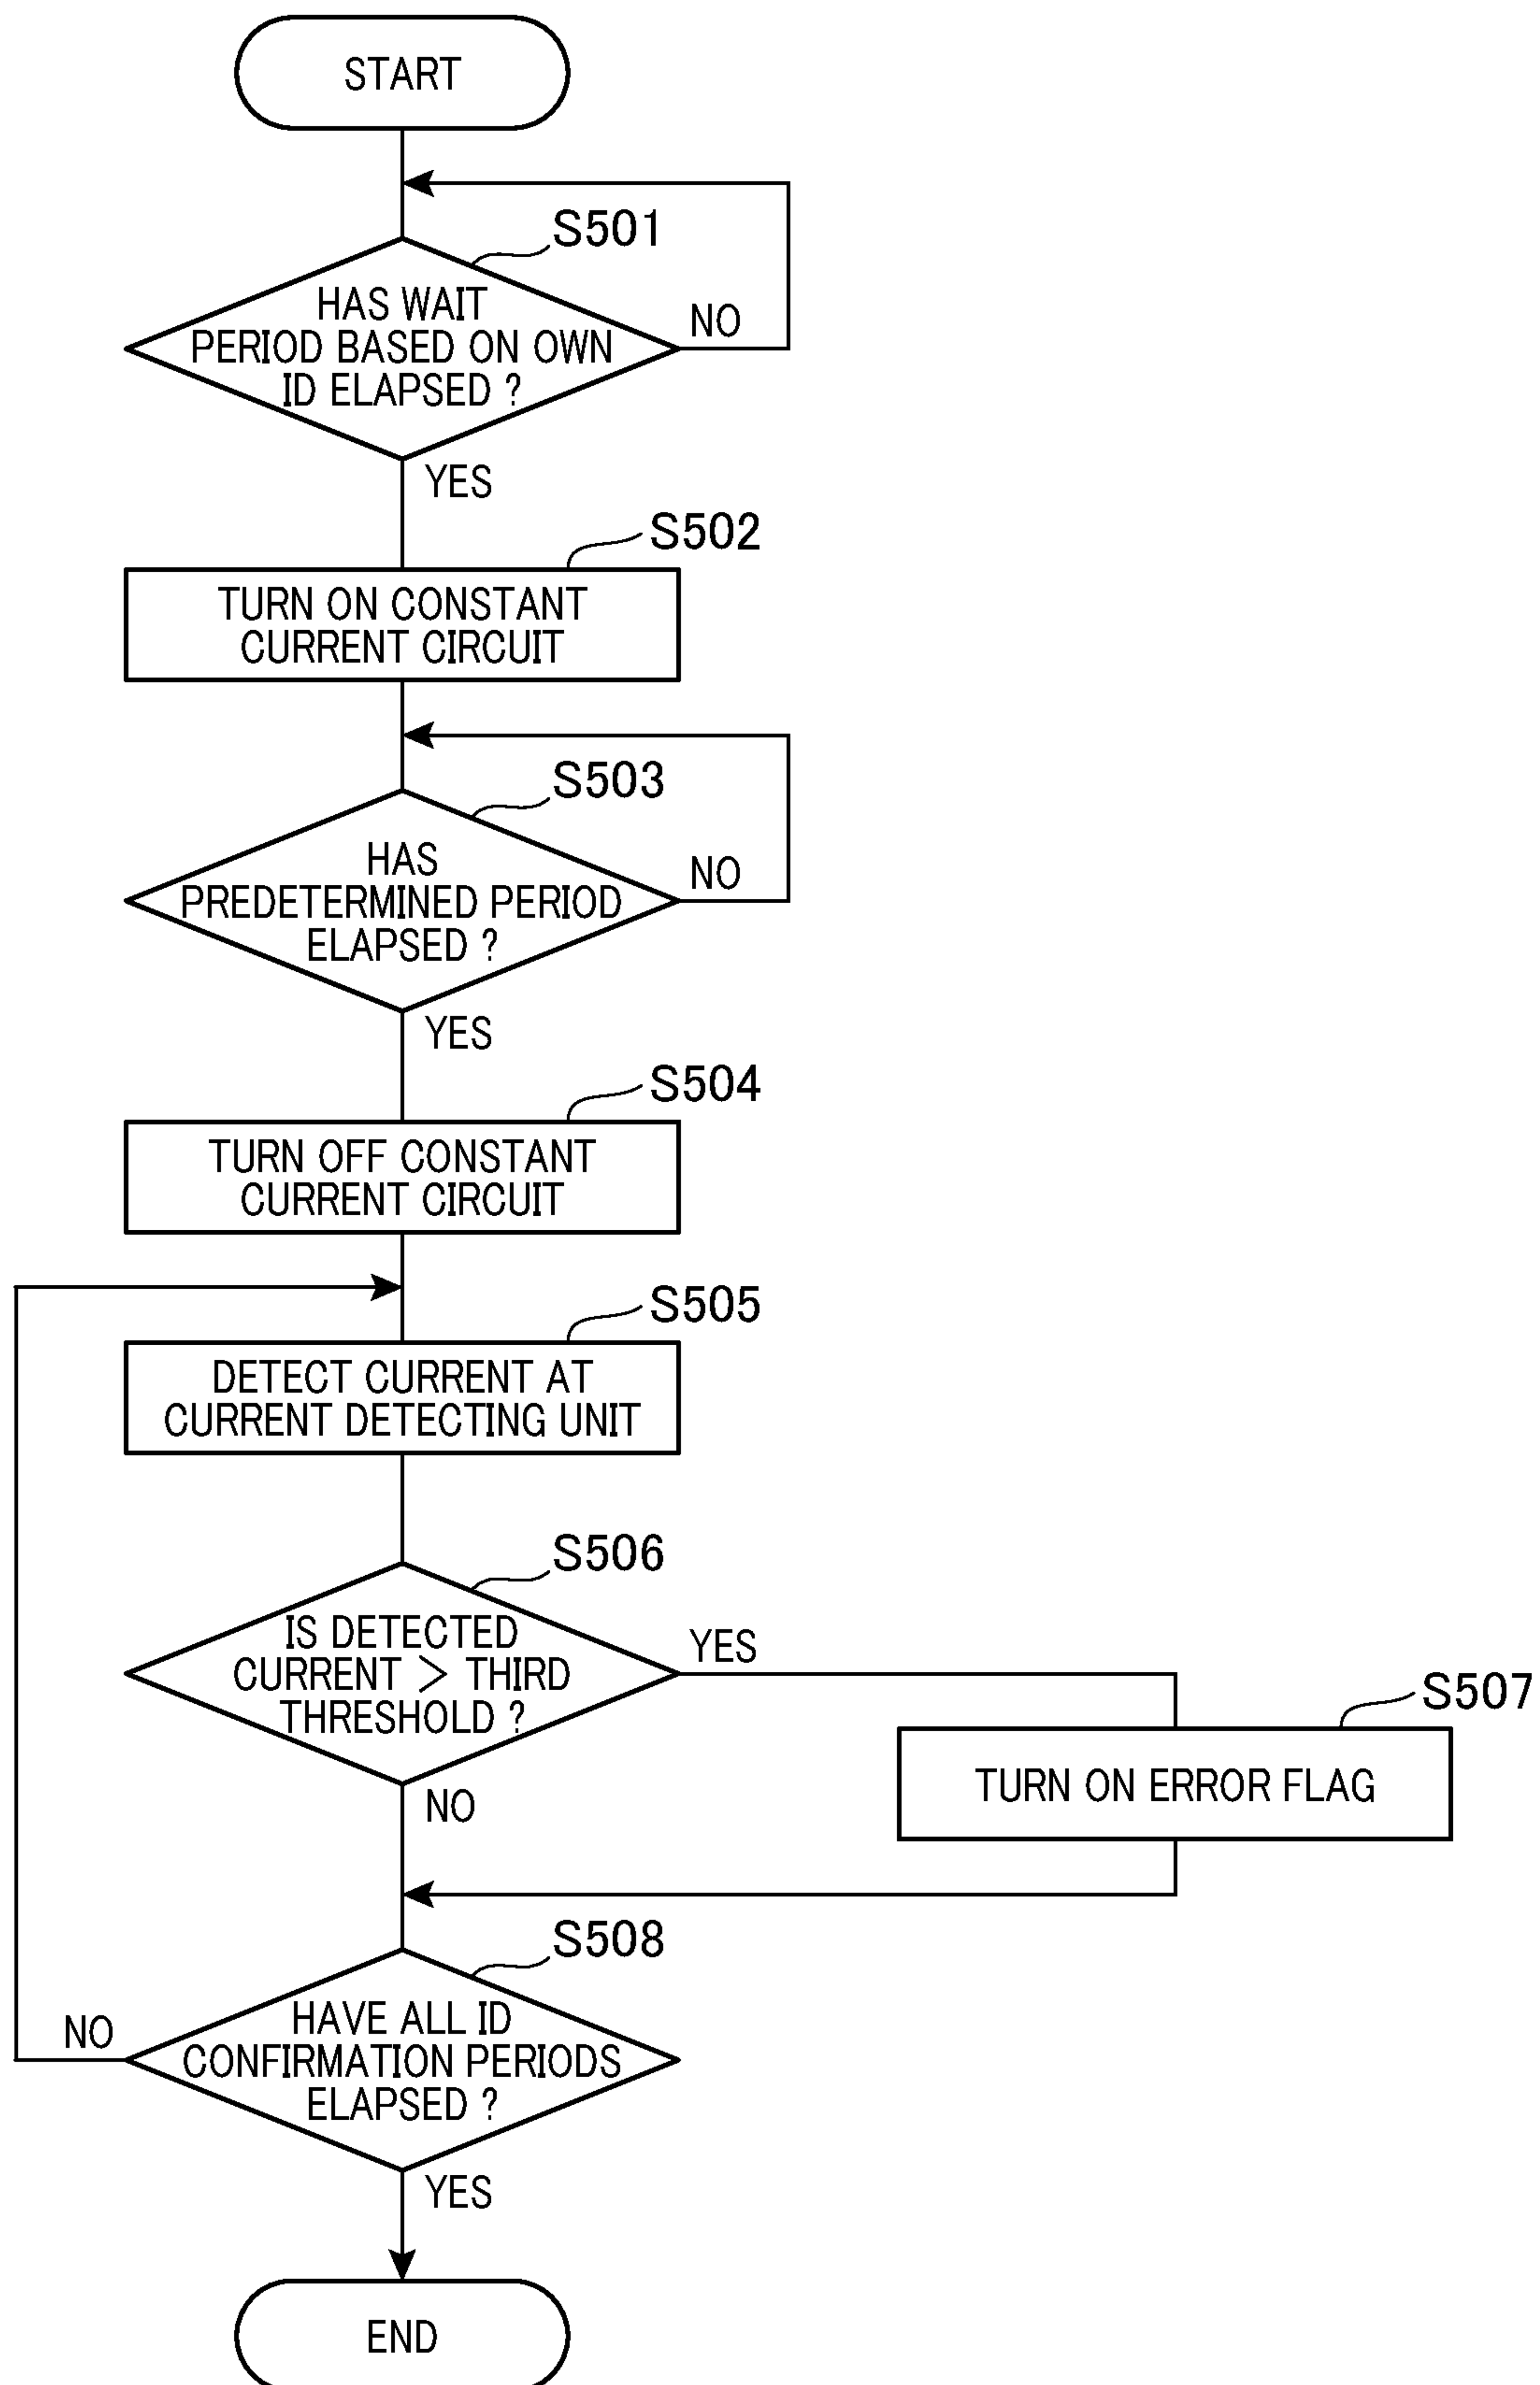 START
S501
HAS WAIT
PERIOD BASED ON OWN
ID ELAPSED ?
NO
YES
S502
TURN ON CONSTANT
CURRENT CIRCUIT
S503
HAS
PREDETERMINED PERIOD
ELAPSED ?
NO
YES
S504
TURN OFF CONSTANT
CURRENT CIRCUIT
S505
DETECT CURRENT AT
CURRENT DETECTING UNIT
S506
IS DETECTED
CURRENT > THIRD
THRESHOLD ?
YES
S507
TURN ON ERROR FLAG
NO
S508
HAVE ALL ID
CONFIRMATION PERIODS
ELAPSED ?
NO
YES
END